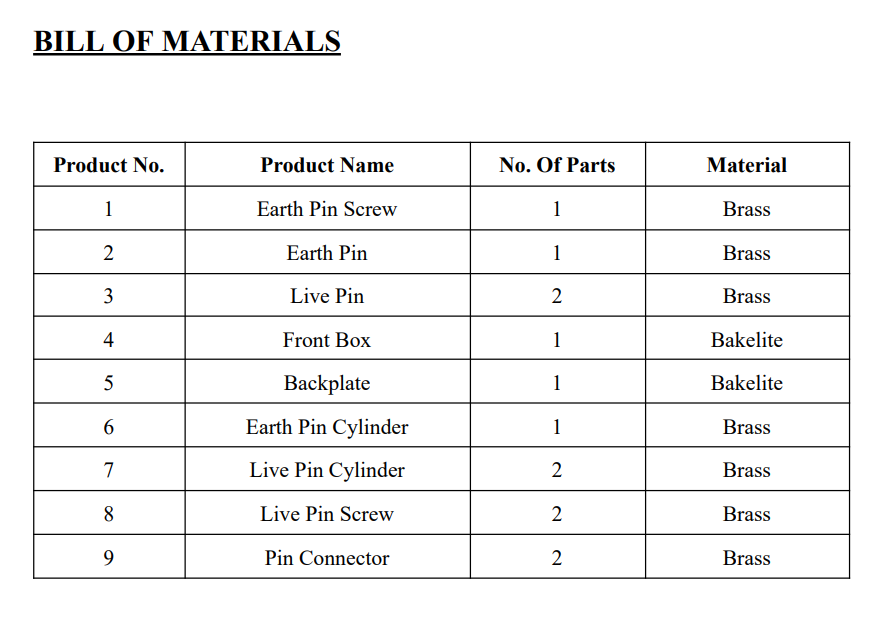 BILL OF MATERIALS
Product No. Product Name No. Of Parts Material
1 Earth Pin Screw 1 Brass
2 Earth Pin 1 Brass
3 Live Pin 2 Brass
4 Front Box 1 Bakelite
5 Backplate 1 Bakelite
6 Earth Pin Cylinder 1 Brass
7 Live Pin Cylinder 2 Brass
8 Live Pin Screw 2 Brass
9 Pin Connector 2 Brass